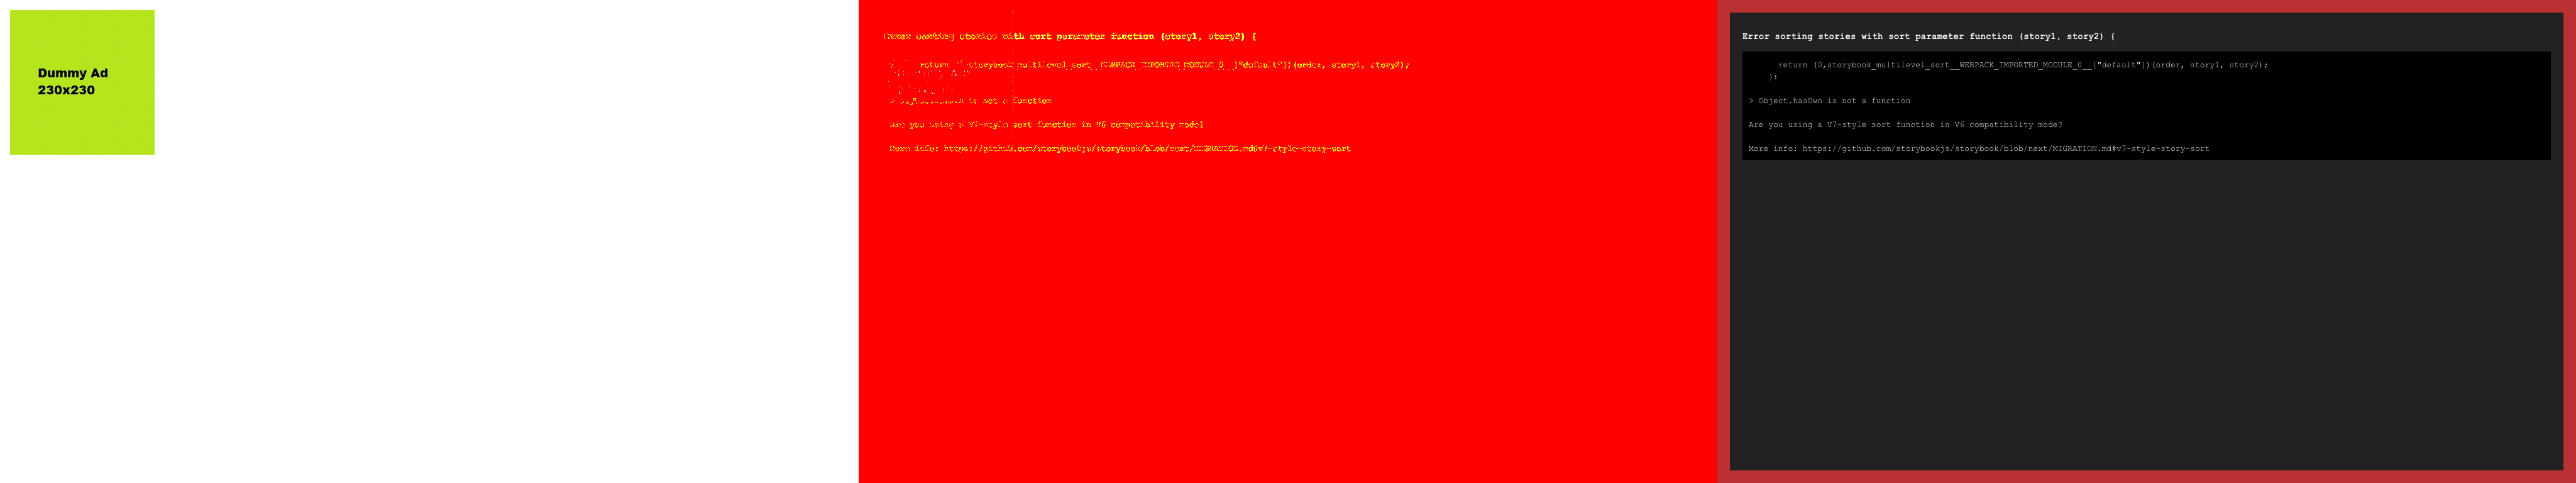 Dummy Ad
230x230
Error sorting stories with sort parameter function (story1, story2) {
return (0,storybook_multilevel_sort__WEBPACK_IMPORTED_MODULE_0__["default"])(order, story1, story2);
is not a function
Are you using a V7-style sort function in V6 compatibility mode?
More info: https://github.com/storybookjs/storybook/blob/next/MIGRATION.md#v7-style-story-sort
Error sorting stories with sort parameter function (story1, story2) {
return (0,storybook_multilevel_sort__WEBPACK_IMPORTED_MODULE_0__["default"])(order, story1, story2);
}:
> Object.hasOwn is not a function
Are you using a V7-style sort function in V6 compatibility mode?
More info: https://github.com/storybookjs/storybook/blob/next/MIGRATION.md#v7-style-story-sort